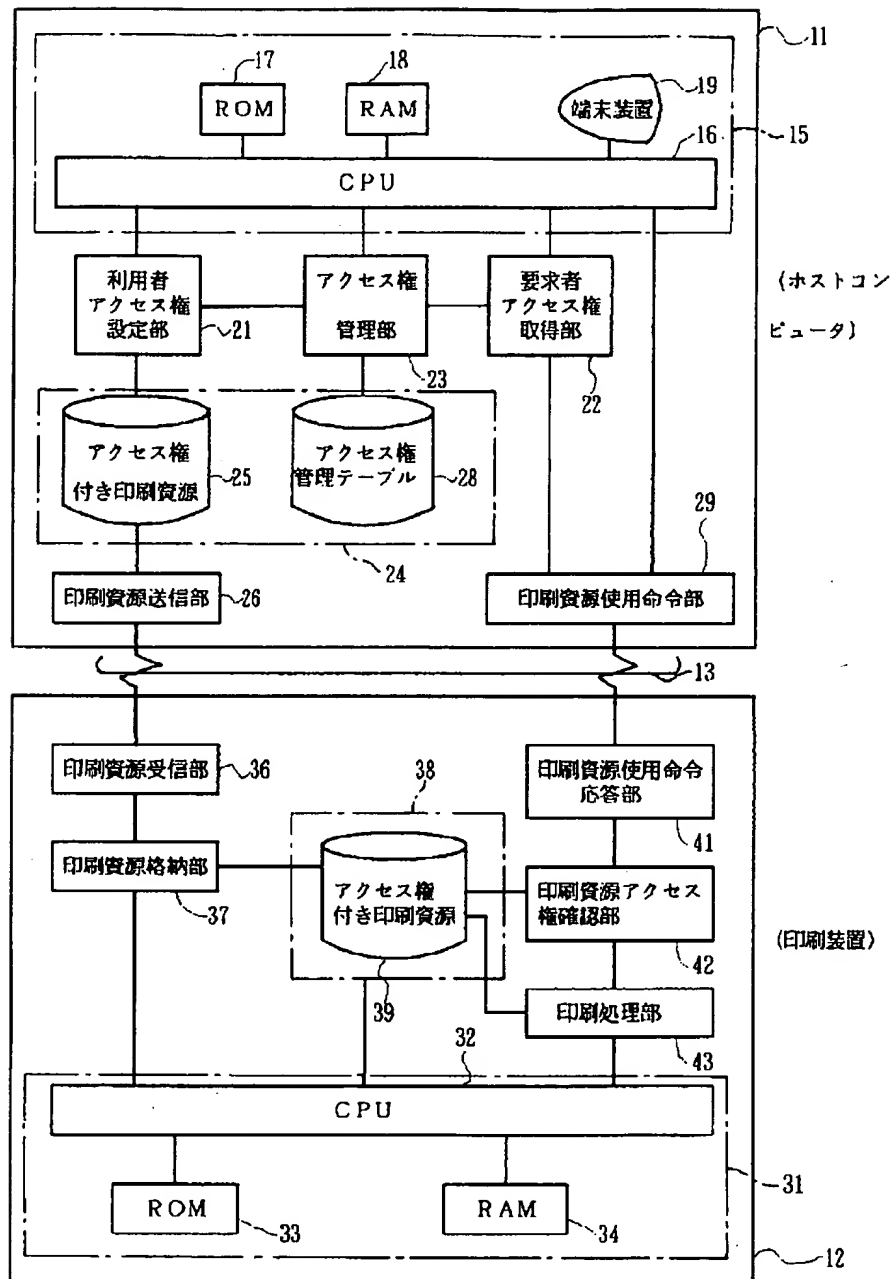 11
17
18
19
ROM
RAM
端末装置
16
15
CPU
利用者
アクセス権
設定部
21
アクセス権
管理部
23
要求者
アクセス権
取得部
22
(ホストコン
ピュータ)
アクセス権
付き印刷資源
25
アクセス権
管理テーブル
28
24
29
印刷資源送信部
26
印刷資源使用命令部
13
印刷資源受信部
36
38
印刷資源使用命令
応答部
41
印刷資源格納部
37
アクセス権
付き印刷資源
39
印刷資源アクセス
権確認部
42
(印刷装置)
印刷処理部
43
32
CPU
31
ROM
33
RAM
34
12